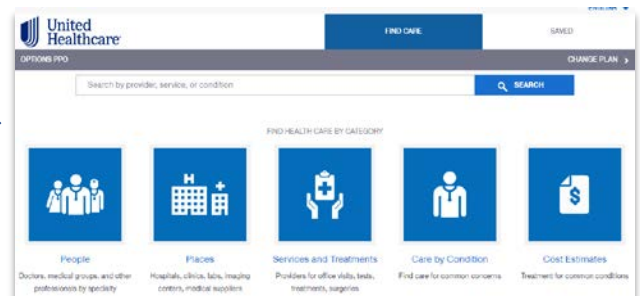 United
Healthcare
FIND CARE
SAVED
OPTIONS PPO
CHANGE PLAN
Search by provider, service, or condition
SEARCH
FIND HEALTH CARE BY CATEGORY
H
$
People
Places
Services and Treatments
Care by Condition
Cost Estimates
Doctors, medical groups, and other
professionals by specialty
Hospitals, clinics, labs, imaging
centers, medical suppliers
Providers for office visits, tests,
treatments, surgeries
Find care for common concerns
Treatment for common conditions